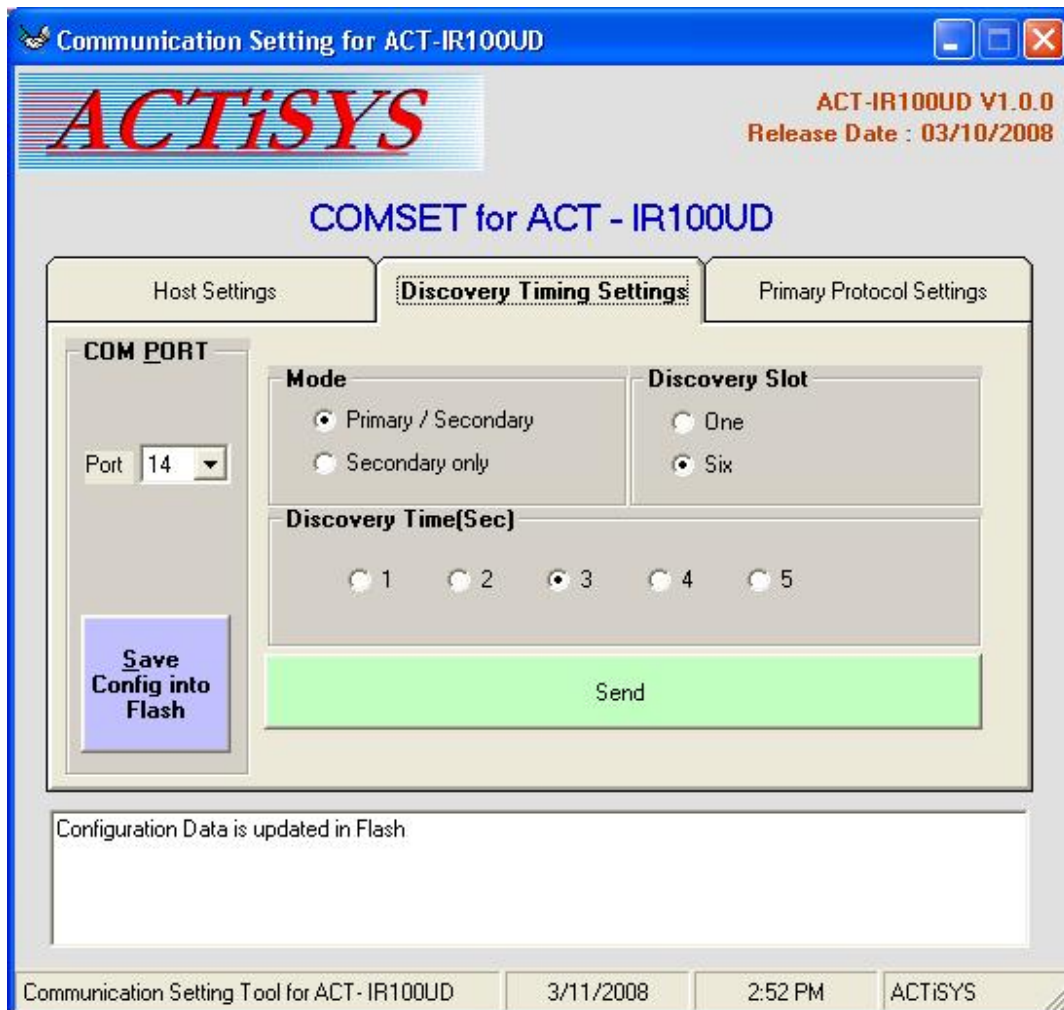 Communication Setting for ACT-IR100UD
ACTiSYS
ACT-IR100UD V1.0.0
Release Date : 03/10/2008
COMSET for ACT - IR100UD
Host Settings
Discovery Timing Settings
Primary Protocol Settings
COM PORT
Port 14
Save
Config into
Flash
Mode
Primary / Secondary
Secondary only
Discovery Slot
One
Six
Discovery Time(Sec)
1 2 3 4 5
Send
Configuration Data is updated in Flash
Communication Setting Tool for ACT- IR100UD 3/11/2008 2:52 PM ACTiSYS